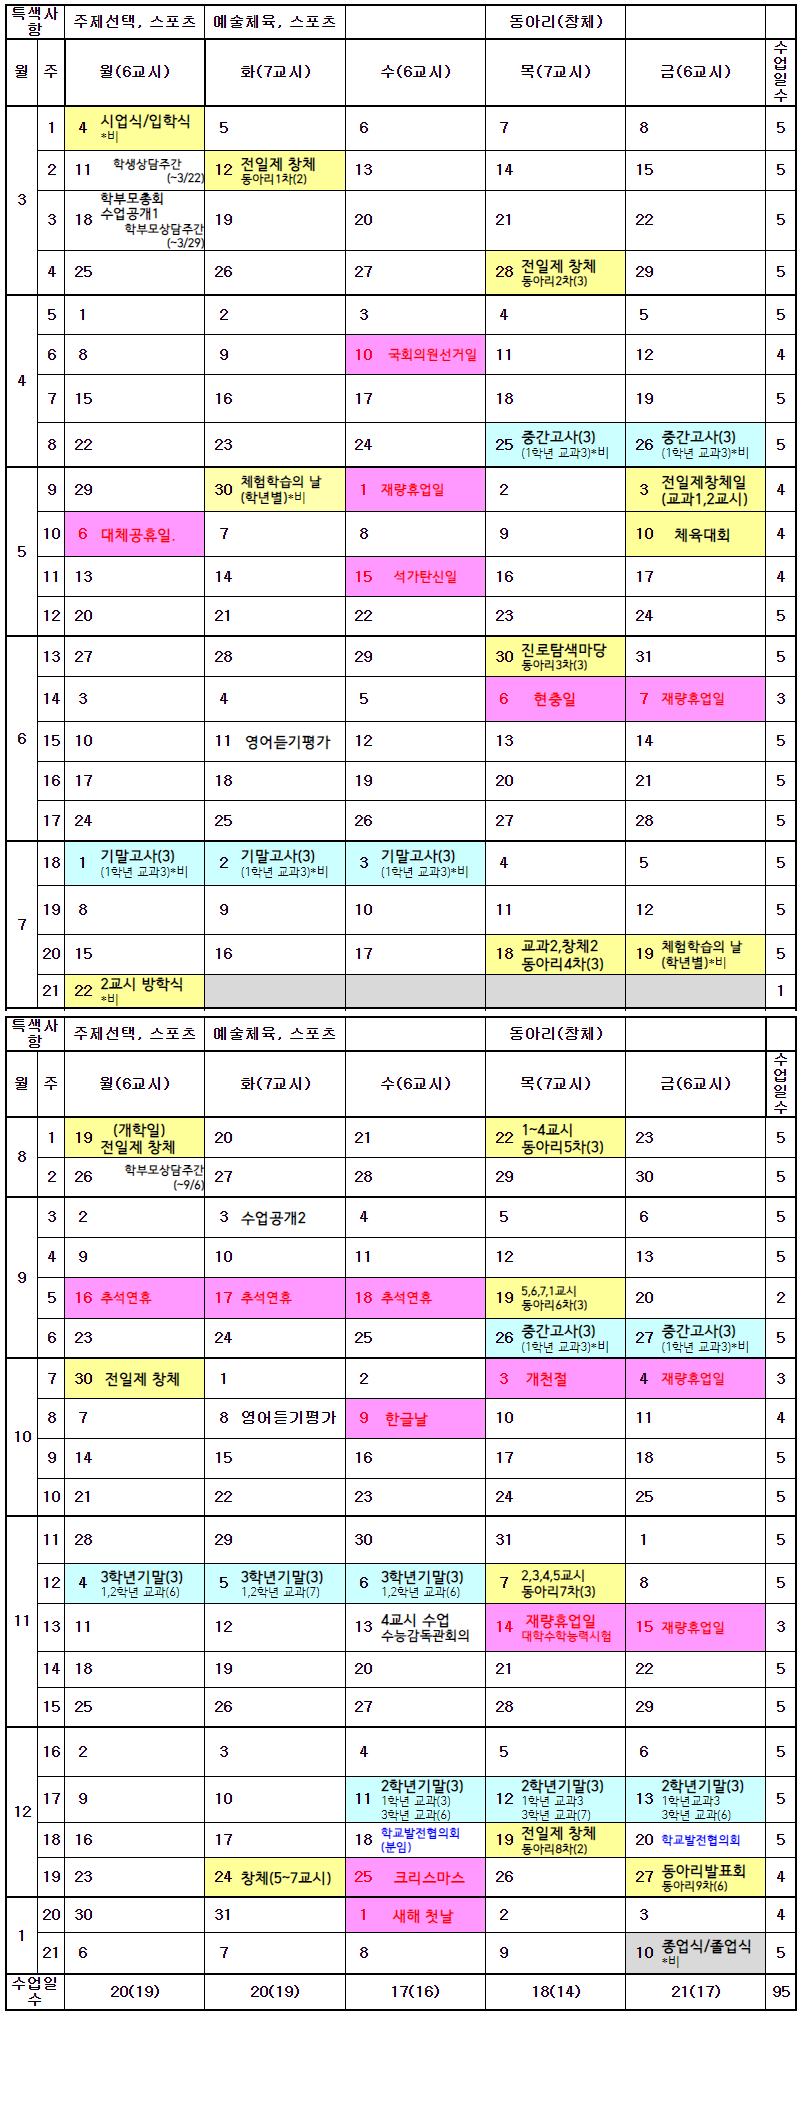 특색사항 주제선택, 스포츠 예술체육, 스포츠 동아리(창체)
월 주 월(6교시) 화(7교시) 수(6교시) 목(7교시) 금(6교시) 수업일수
3 1 4 시업식/입학식 *비 5 6 7 8 5
2 11 학생상담주간 (~3/22) 12 전일제 창체 동아리1차(2) 13 14 15 5
3 18 학부모총회 수업공개1 학부모상담주간 (~3/29) 19 20 21 22 5
4 25 26 27 28 전일제 창체 동아리2차(3) 29 5
4 5 1 2 3 4 5 5
6 8 9 10 국회의원선거일 11 12 4
7 15 16 17 18 19 5
8 22 23 24 25 중간고사(3) (1학년 교과3)*비 26 중간고사(3) (1학년 교과3)*비 5
5 9 29 30 체험학습의 날 (학년별)*비 1 재량휴업일 2 3 전일제창체일 (교과1,2교시) 4
10 6 대체공휴일. 7 8 9 10 체육대회 4
11 13 14 15 석가탄신일 16 17 4
12 20 21 22 23 24 5
6 13 27 28 29 30 진로탐색마당 동아리3차(3) 31 5
14 3 4 5 6 현충일 7 재량휴업일 3
15 10 11 영어듣기평가 12 13 14 5
16 17 18 19 20 21 5
17 24 25 26 27 28 5
7 18 1 기말고사(3) (1학년 교과3)*비 2 기말고사(3) (1학년 교과3)*비 3 기말고사(3) (1학년 교과3)*비 4 5 5
19 8 9 10 11 12 5
20 15 16 17 18 교과2,창체2 동아리4차(3) 19 체험학습의 날 (학년별)*비 5
21 22 2교시 방학식 *비 1
특색사항 주제선택, 스포츠 예술체육, 스포츠 동아리(창체)
월 주 월(6교시) 화(7교시) 수(6교시) 목(7교시) 금(6교시) 수업일수
8 1 19 (개학일) 전일제 창체 20 21 22 1~4교시 동아리5차(3) 23 5
2 26 학부모상담주간 (~9/6) 27 28 29 30 5
9 3 2 3 수업공개2 4 5 6 5
4 9 10 11 12 13 5
5 16 추석연휴 17 추석연휴 18 추석연휴 19 5,6,7,1교시 동아리6차(3) 20 2
6 23 24 25 26 중간고사(3) (1학년 교과3)*비 27 중간고사(3) (1학년 교과3)*비 5
10 7 30 전일제 창체 1 2 3 개천절 4 재량휴업일 3
8 7 8 영어듣기평가 9 한글날 10 11 4
9 14 15 16 17 18 5
10 21 22 23 24 25 5
11 11 28 29 30 31 1 5
12 4 3학년기말(3) 1,2학년 교과(6) 5 3학년기말(3) 1,2학년 교과(7) 6 3학년기말(3) 1,2학년 교과(6) 7 2,3,4,5교시 동아리7차(3) 8 5
13 11 12 13 4교시 수업 수능감독관회의 14 재량휴업일 대학수학능력시험 15 재량휴업일 3
14 18 19 20 21 22 5
15 25 26 27 28 29 5
12 16 2 3 4 5 6 5
17 9 10 11 2학년기말(3) 1학년 교과(3) 3학년 교과(6) 12 2학년기말(3) 1학년 교과3 3학년 교과(7) 13 2학년기말(3) 1학년교과3 3학년 교과(6) 5
18 16 17 18 학교발전협의회 (분임) 19 전일제 창체 동아리8차(2) 20 학교발전협의회 5
19 23 24 창체(5~7교시) 25 크리스마스 26 27 동아리발표회 동아리9차(6) 4
1 20 30 31 1 새해 첫날 2 3 4
21 6 7 8 9 10 종업식/졸업식 *비 5
수업일수 20(19) 20(19) 17(16) 18(14) 21(17) 95